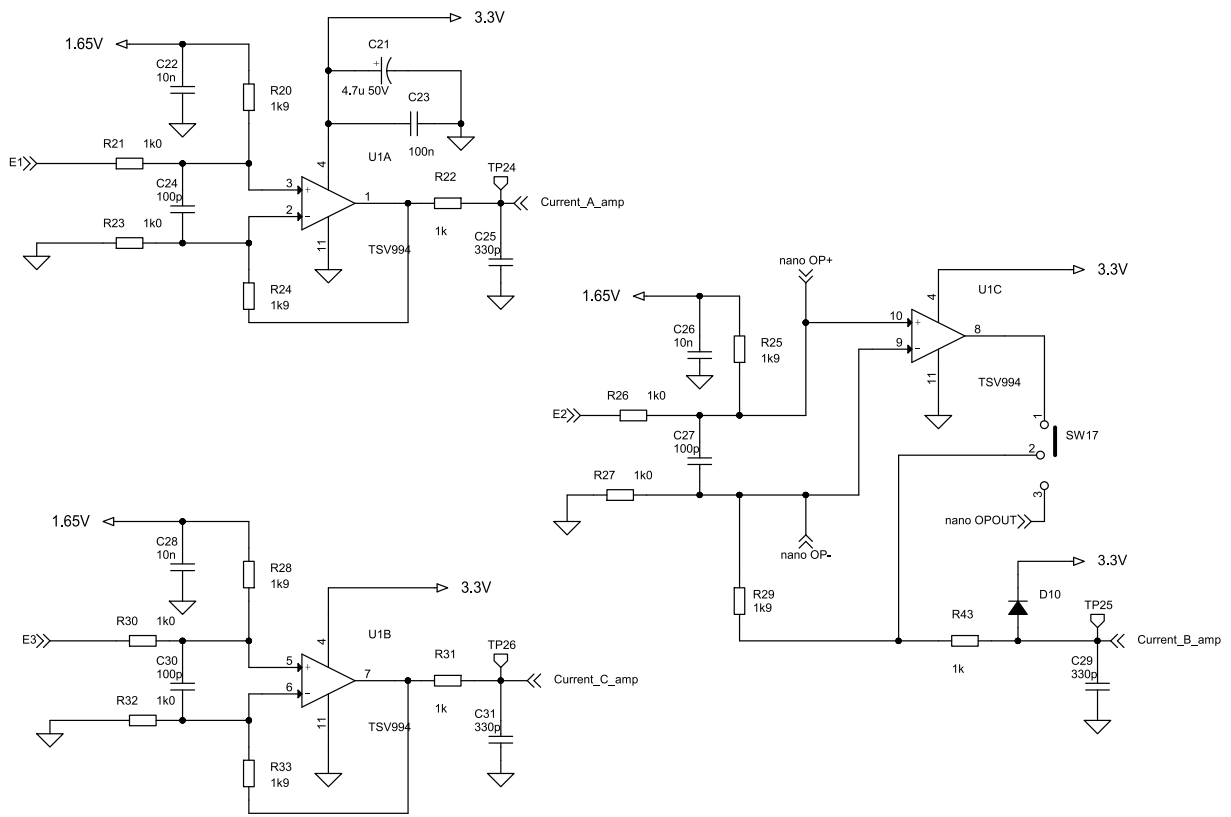 3.3V
1.65V
C22
10n
R20
1k9
C21
+
4.7u 50V
C23
100n
R21 1k0
E1
C24
100p
U1A
4
3
+
2
−
1
11
TSV994
R22
1k
TP24
Current_A_amp
C25
330p
R23 1k0
R24
1k9
nano OP+
3.3V
1.65V
U1C
4
C26
10n
R25
1k9
10
+
9
−
8
11
TSV994
R26 1k0
E2
C27
100p
R27 1k0
nano OP-
1
SW17
2
3
nano OPOUT
R29
1k9
3.3V
D10
R43
1k
TP25
Current_B_amp
C29
330p
1.65V
C28
10n
R28
1k9
3.3V
R30 1k0
E3
C30
100p
U1B
4
5
+
6
−
7
11
TSV994
R31
1k
TP26
Current_C_amp
C31
330p
R32 1k0
R33
1k9